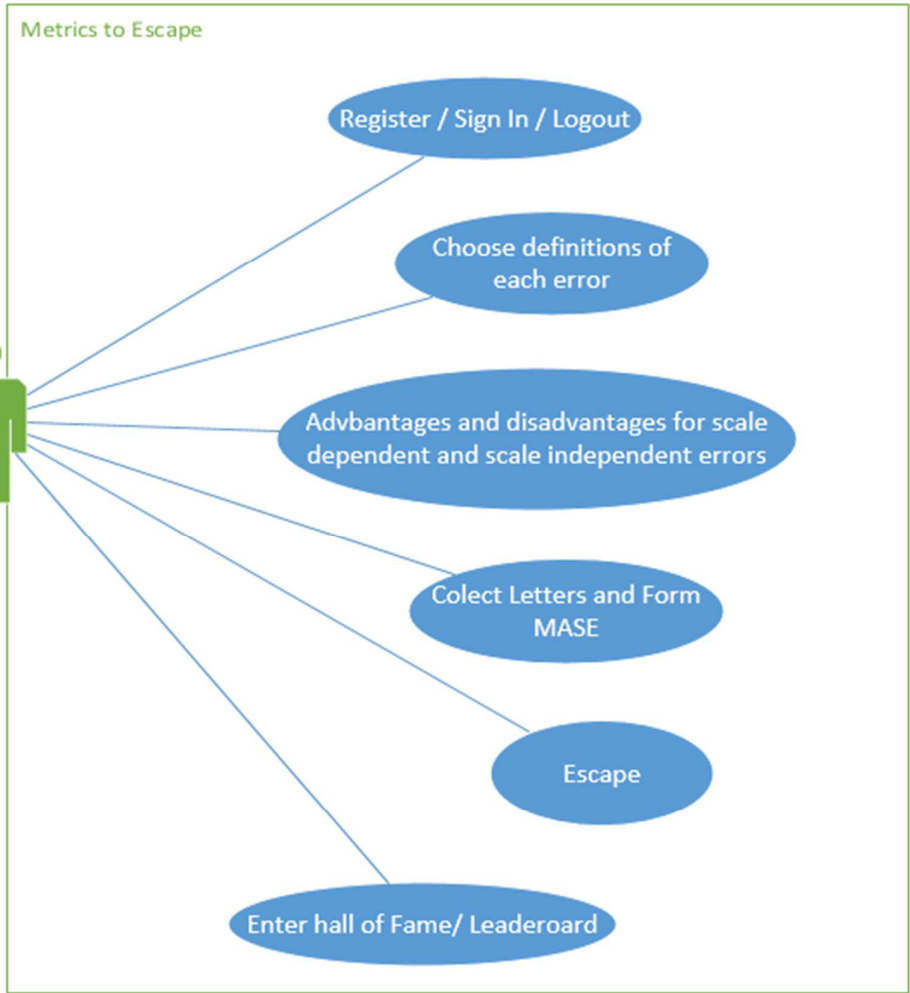 Metrics to Escape
Register / Sign In / Logout
Choose definitions of
each error
Advbantages and disadvantages for scale
dependent and scale independent errors
Colect Letters and Form
MASE
Escape
Enter hall of Fame/ Leaderoard